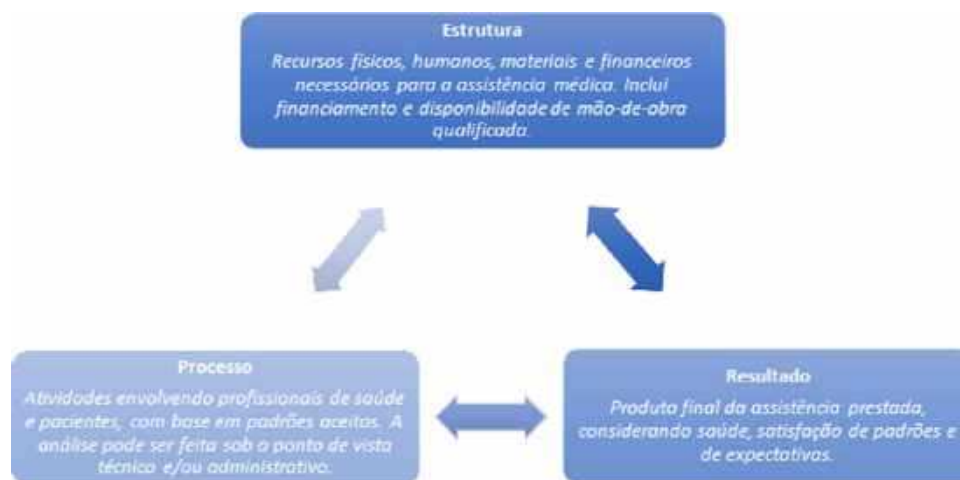 Estrutura
Recursos físicos, humanos, materiais e financeiros
necessários para a assistência médica. Inclui
financiamento e disponibilidade de mão-de-obra
qualificada.
Processo
Atividades envolvendo profissionais de saúde
e pacientes, com base em padrões aceitos. A
análise pode ser feita sob o ponto de vista
técnico e/ou administrativo.
Resultado
Produto final da assistência prestada,
considerando saúde, satisfação de padrões e
de expectativas.